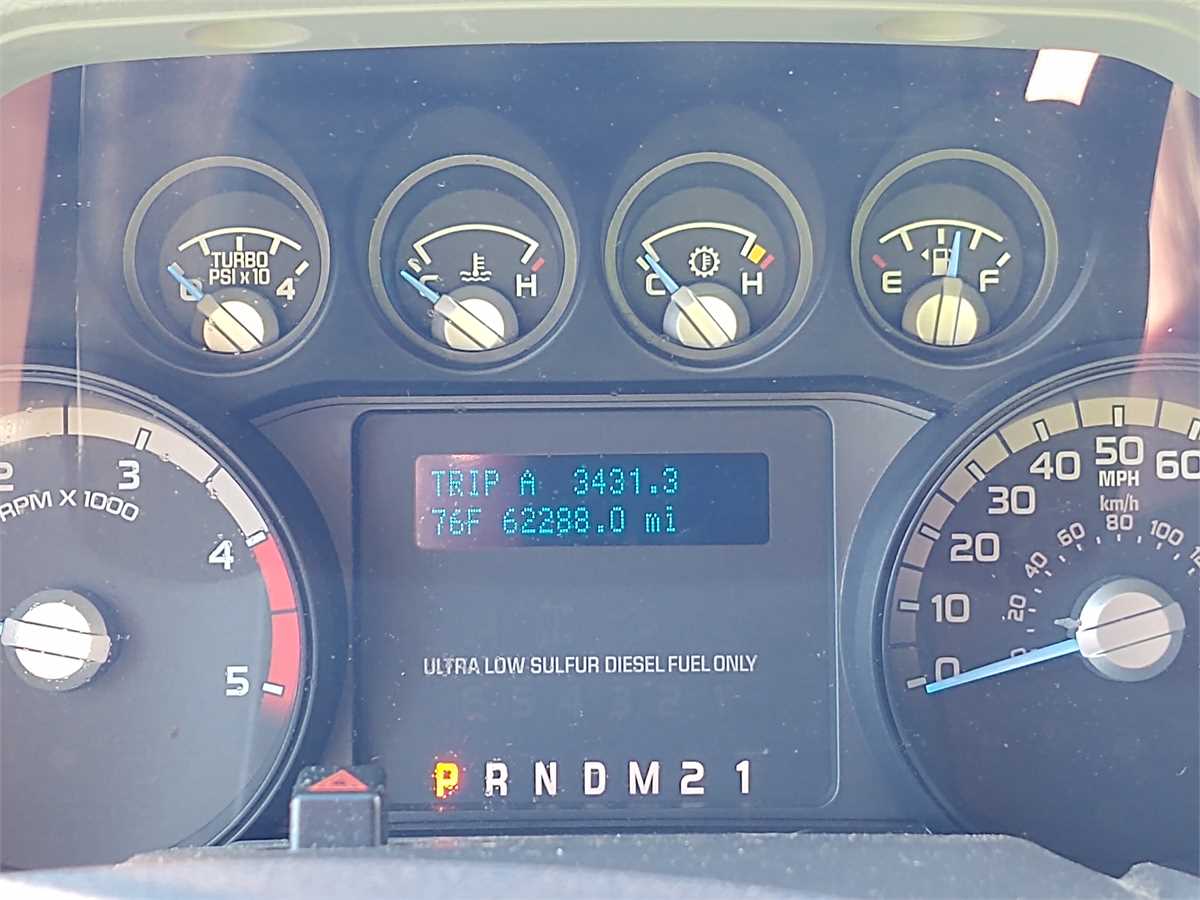 TURBO
PSI x 10
0 4
C H
C H
E F
2 3 4 5
RPM X 1000
TRIP A 3431.3
76F 62288.0 mi
ULTRA LOW SULFUR DIESEL FUEL ONLY
P R N D M 2 1
0 10 20 30 40 50 60
MPH
km/h
20 40 60 80 100